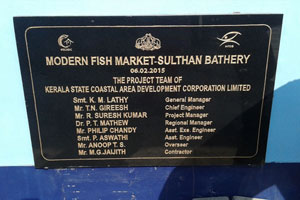 MODERN FISH MARKET-SULTHAN BATHERY
06.02.2015
THE PROJECT TEAM OF
KERALA STATE COASTAL AREA DEVELOPMENT CORPORATION LIMITED
Smt. K. M. LATHY General Manager
Mr. T.N. GIREESH Chief Engineer
Mr. R. SURESH KUMAR Project Manager
Dr. P. T. MATHEW Regional Manager
Mr. PHILIP CHANDY Asst. Exe. Engineer
Smt. P. ASWATHI Asst. Engineer
Mr. ANOOP T. S. Overseer
Mr. M.G.JAIJITH Contractor